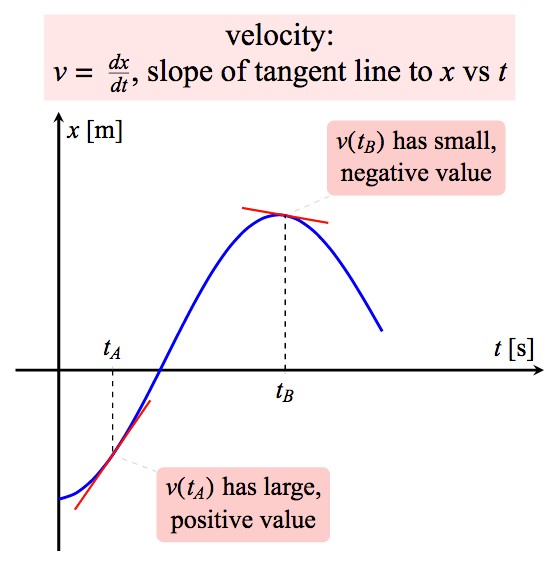 velocity:
v = dx/dt, slope of tangent line to x vs t
x [m]
v(t_B) has small,
negative value
t_A
t [s]
t_B
v(t_A) has large,
positive value